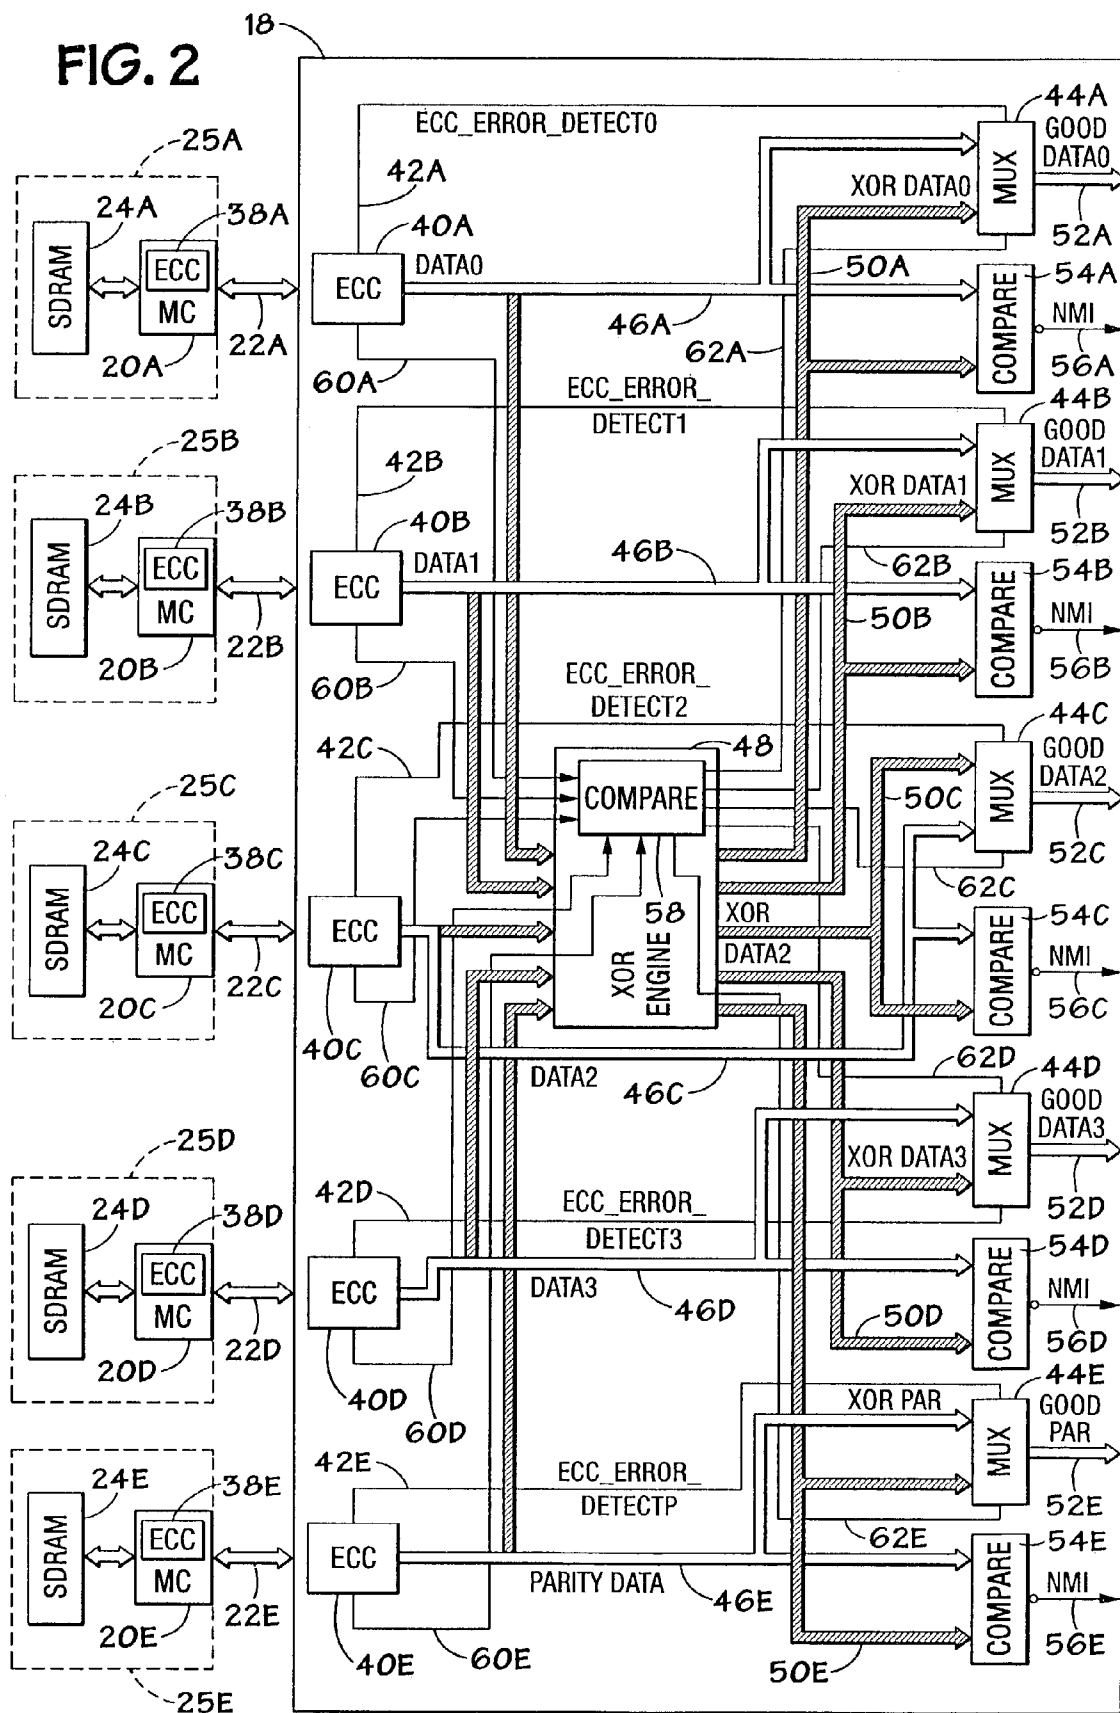 FIG. 2
18
25A
24A
38A
SDRAM
ECC
MC
20A
22A
ECC_ERROR_DETECT0
42A
40A
ECC
DATA0
60A
46A
62A
XOR DATA0
50A
44A
MUX
GOOD
DATA0
52A
54A
COMPARE
NMI
56A
25B
24B
38B
SDRAM
ECC
MC
20B
22B
ECC_ERROR_
DETECT1
42B
40B
ECC
DATA1
60B
46B
62B
XOR DATA1
50B
44B
MUX
GOOD
DATA1
52B
54B
COMPARE
NMI
56B
25C
24C
38C
SDRAM
ECC
MC
20C
22C
ECC_ERROR_
DETECT2
42C
ECC
40C
60C
48
COMPARE
58
XOR
ENGINE
XOR
DATA2
DATA2
46C
50C
62C
44C
MUX
GOOD
DATA2
52C
54C
COMPARE
NMI
56C
25D
24D
38D
SDRAM
ECC
MC
20D
22D
42D
ECC_ERROR_
DETECT3
ECC
DATA3
40D
60D
46D
62D
XOR DATA3
50D
44D
MUX
GOOD
DATA3
52D
54D
COMPARE
NMI
56D
24E
38E
SDRAM
ECC
MC
20E
22E
25E
42E
ECC_ERROR_
DETECTP
ECC
PARITY DATA
40E
60E
46E
62E
XOR PAR
50E
44E
MUX
GOOD
PAR
52E
54E
COMPARE
NMI
56E